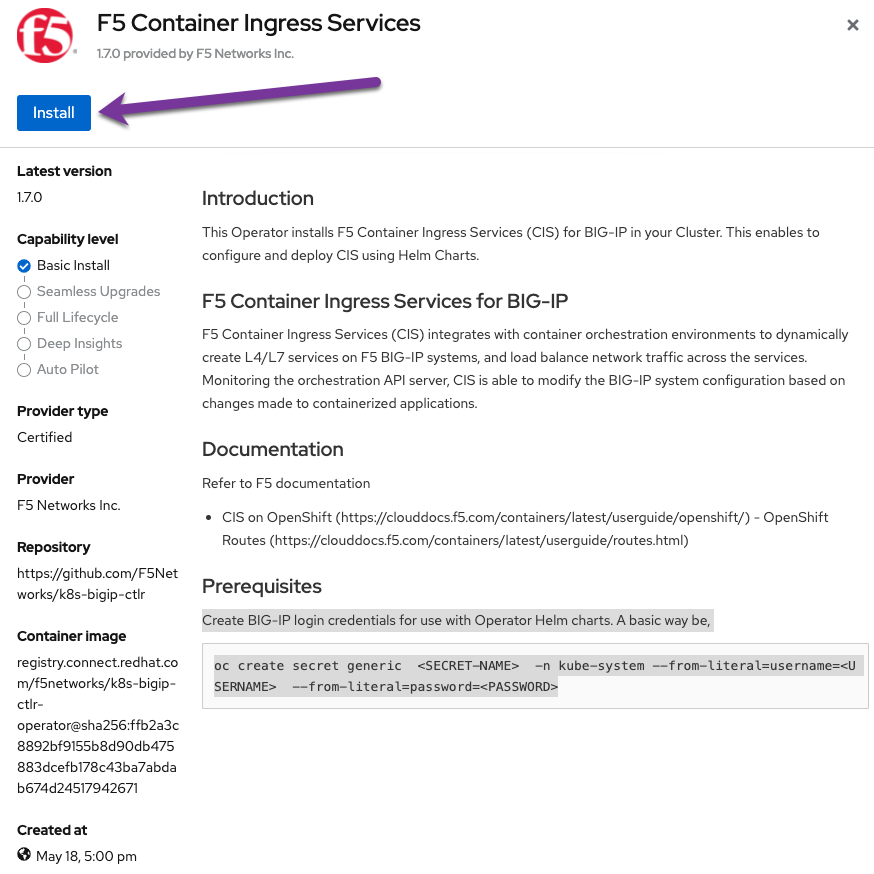 f5
F5 Container Ingress Services
1.7.0 provided by F5 Networks Inc.
Install
Latest version
1.7.0
Capability level
Basic Install
Seamless Upgrades
Full Lifecycle
Deep Insights
Auto Pilot
Provider type
Certified
Provider
F5 Networks Inc.
Repository
https://github.com/F5Net
works/k8s-bigip-ctlr
Container image
registry.connect.redhat.co
m/f5networks/k8s-bigip-
ctlr-
operator@sha256:ffb2a3c
8892bf9155b8d90db475
883dcefb178c43ba7abda
b674d24517942671
Created at
May 18, 5:00 pm
Introduction
This Operator installs F5 Container Ingress Services (CIS) for BIG-IP in your Cluster. This enables to
configure and deploy CIS using Helm Charts.
F5 Container Ingress Services for BIG-IP
F5 Container Ingress Services (CIS) integrates with container orchestration environments to dynamically
create L4/L7 services on F5 BIG-IP systems, and load balance network traffic across the services.
Monitoring the orchestration API server, CIS is able to modify the BIG-IP system configuration based on
changes made to containerized applications.
Documentation
Refer to F5 documentation
• CIS on OpenShift (https://clouddocs.f5.com/containers/latest/userguide/openshift/) - OpenShift
Routes (https://clouddocs.f5.com/containers/latest/userguide/routes.html)
Prerequisites
Create BIG-IP login credentials for use with Operator Helm charts. A basic way be,
oc create secret generic  <SECRET-NAME>  -n kube-system --from-literal=username=<U
SERNAME>  --from-literal=password=<PASSWORD>